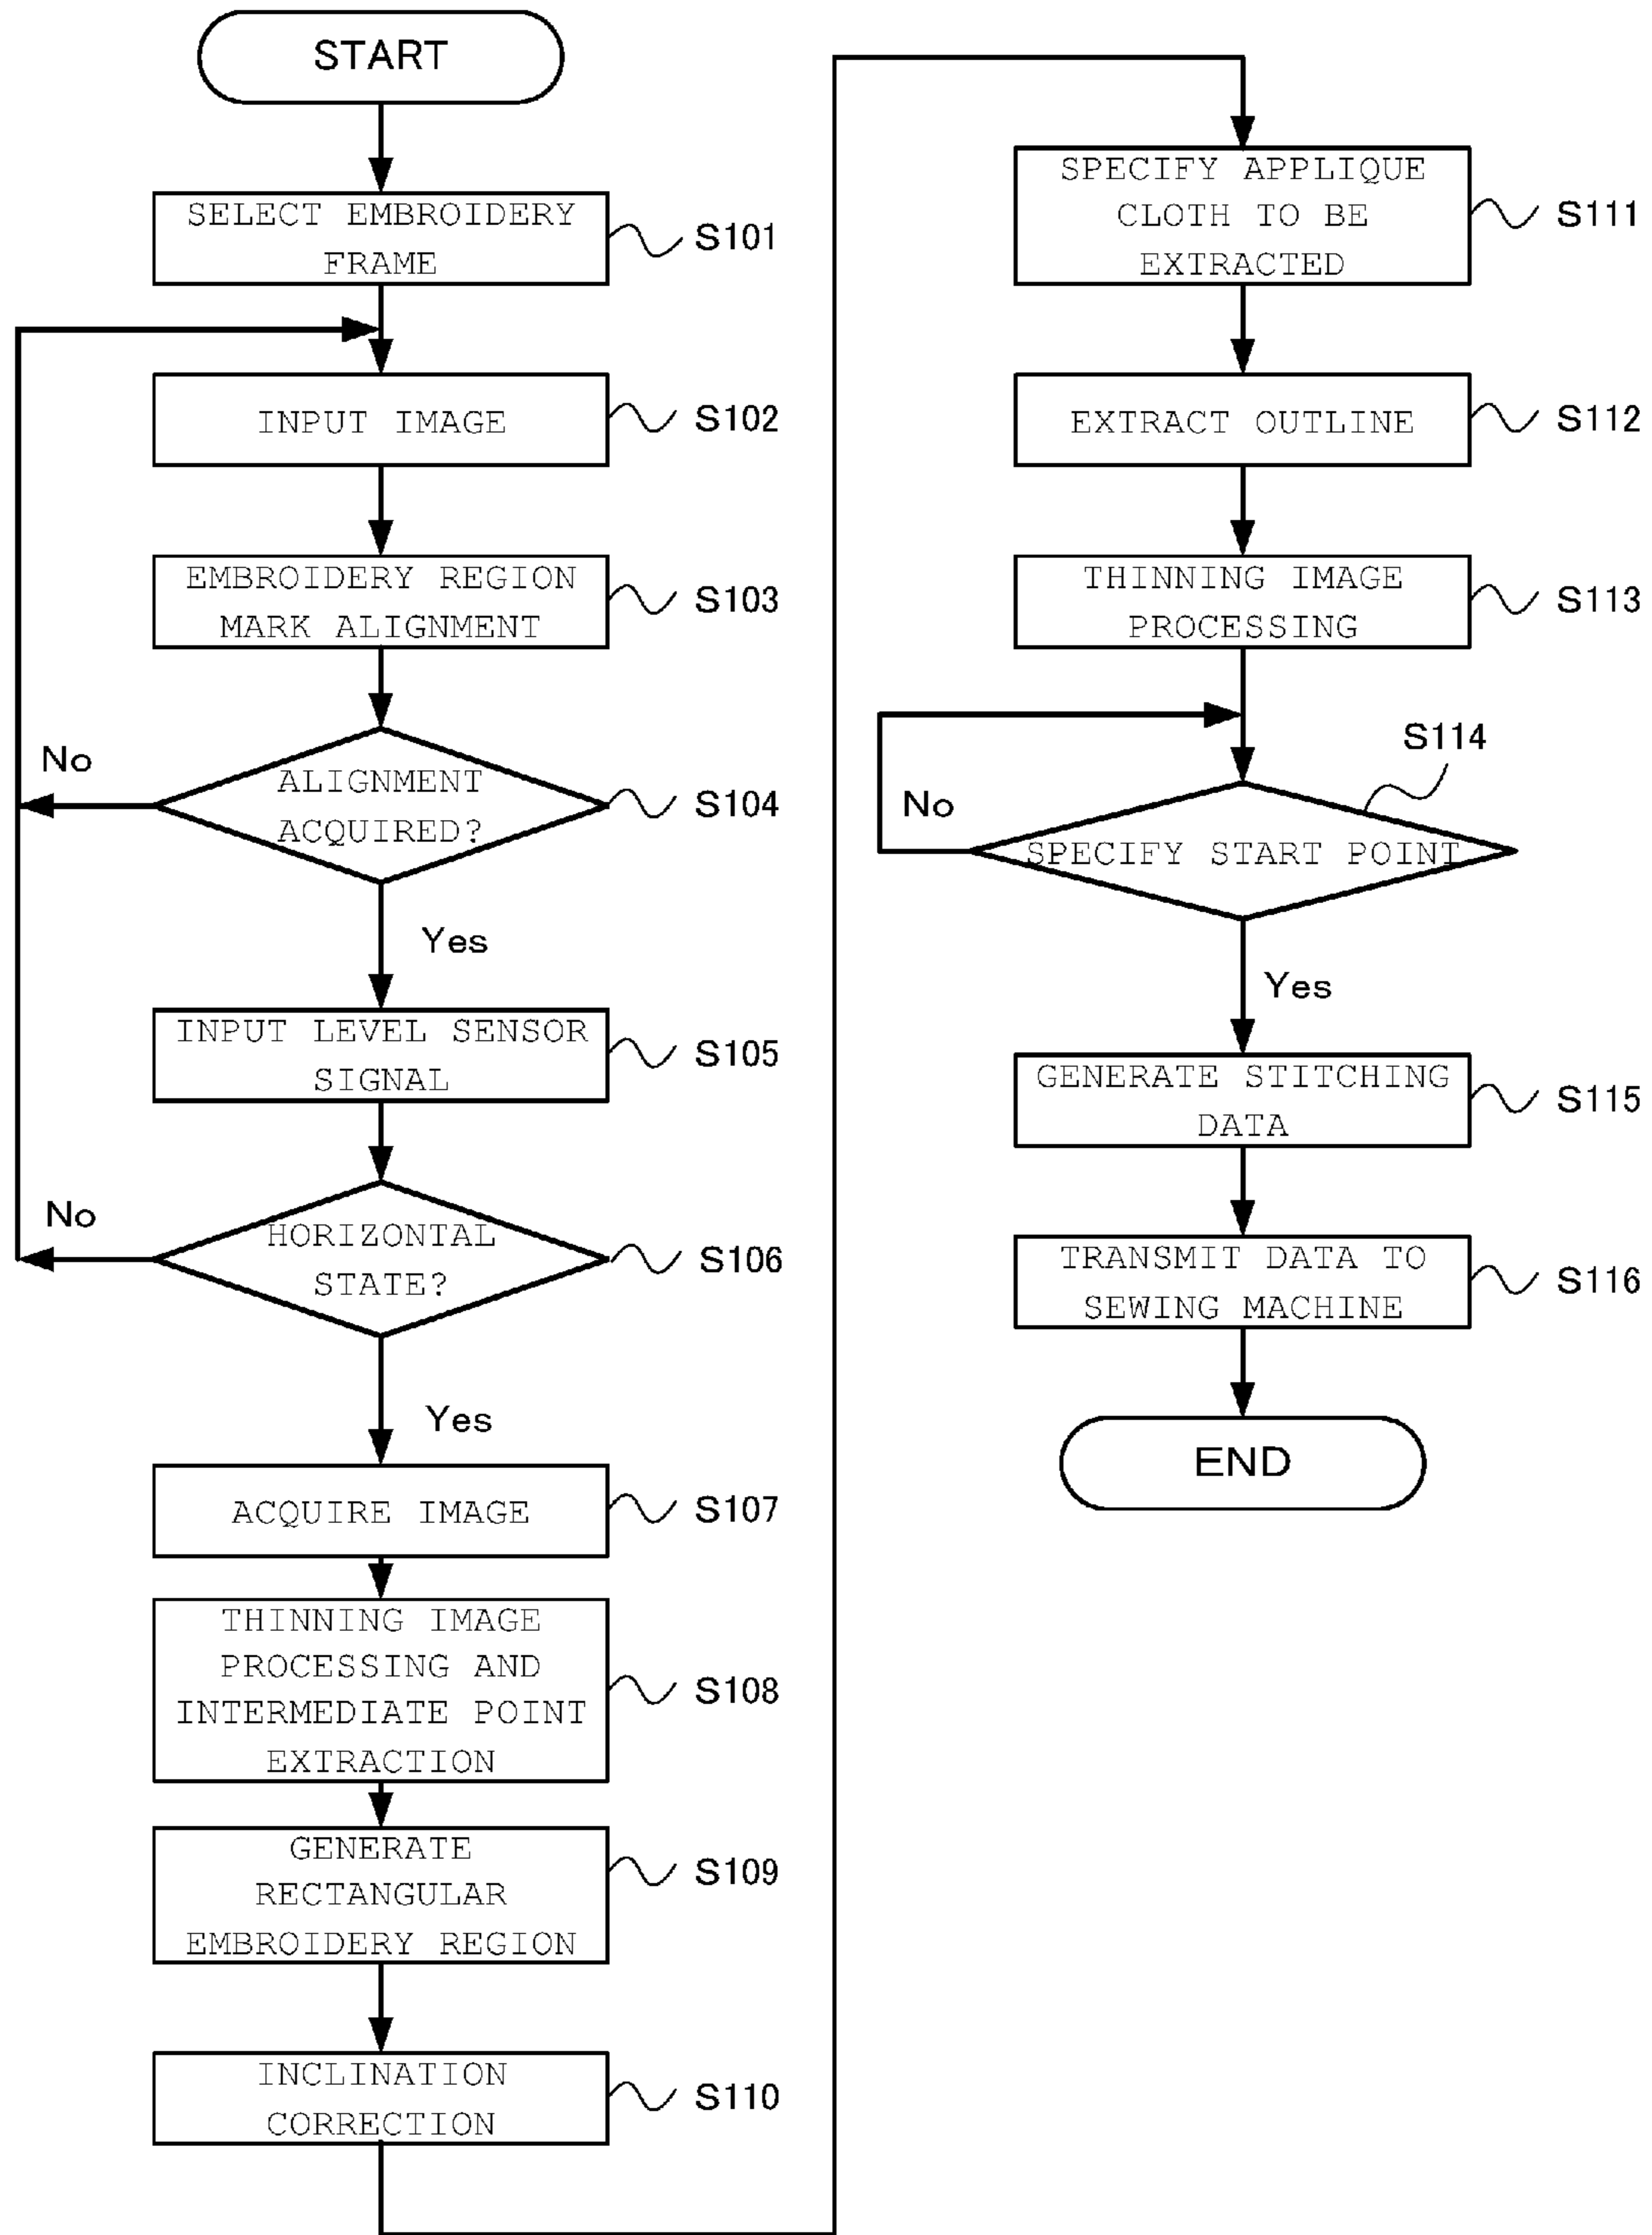 START
SELECT EMBROIDERY
FRAME
S101
INPUT IMAGE
S102
EMBROIDERY REGION
MARK ALIGNMENT
S103
No
ALIGNMENT
ACQUIRED?
S104
Yes
INPUT LEVEL SENSOR
SIGNAL
S105
No
HORIZONTAL
STATE?
S106
Yes
ACQUIRE IMAGE
S107
THINNING IMAGE
PROCESSING AND
INTERMEDIATE POINT
EXTRACTION
S108
GENERATE
RECTANGULAR
EMBROIDERY REGION
S109
INCLINATION
CORRECTION
S110
SPECIFY APPLIQUE
CLOTH TO BE
EXTRACTED
S111
EXTRACT OUTLINE
S112
THINNING IMAGE
PROCESSING
S113
S114
No
SPECIFY START POINT
Yes
GENERATE STITCHING
DATA
S115
TRANSMIT DATA TO
SEWING MACHINE
S116
END